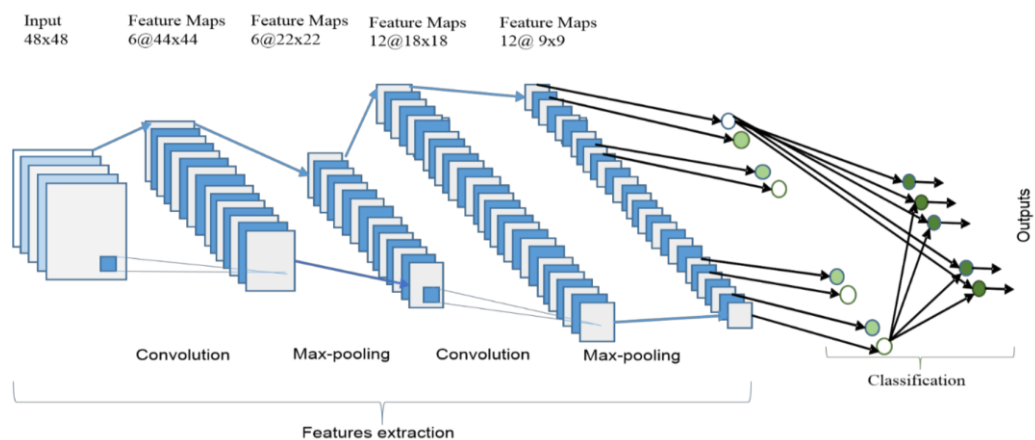 Input
48x48
Feature Maps
6@44x44
Feature Maps
6@22x22
Feature Maps
12@18x18
Feature Maps
12@ 9x9
Outputs
Convolution
Max-pooling
Convolution
Max-pooling
Classification
Features extraction